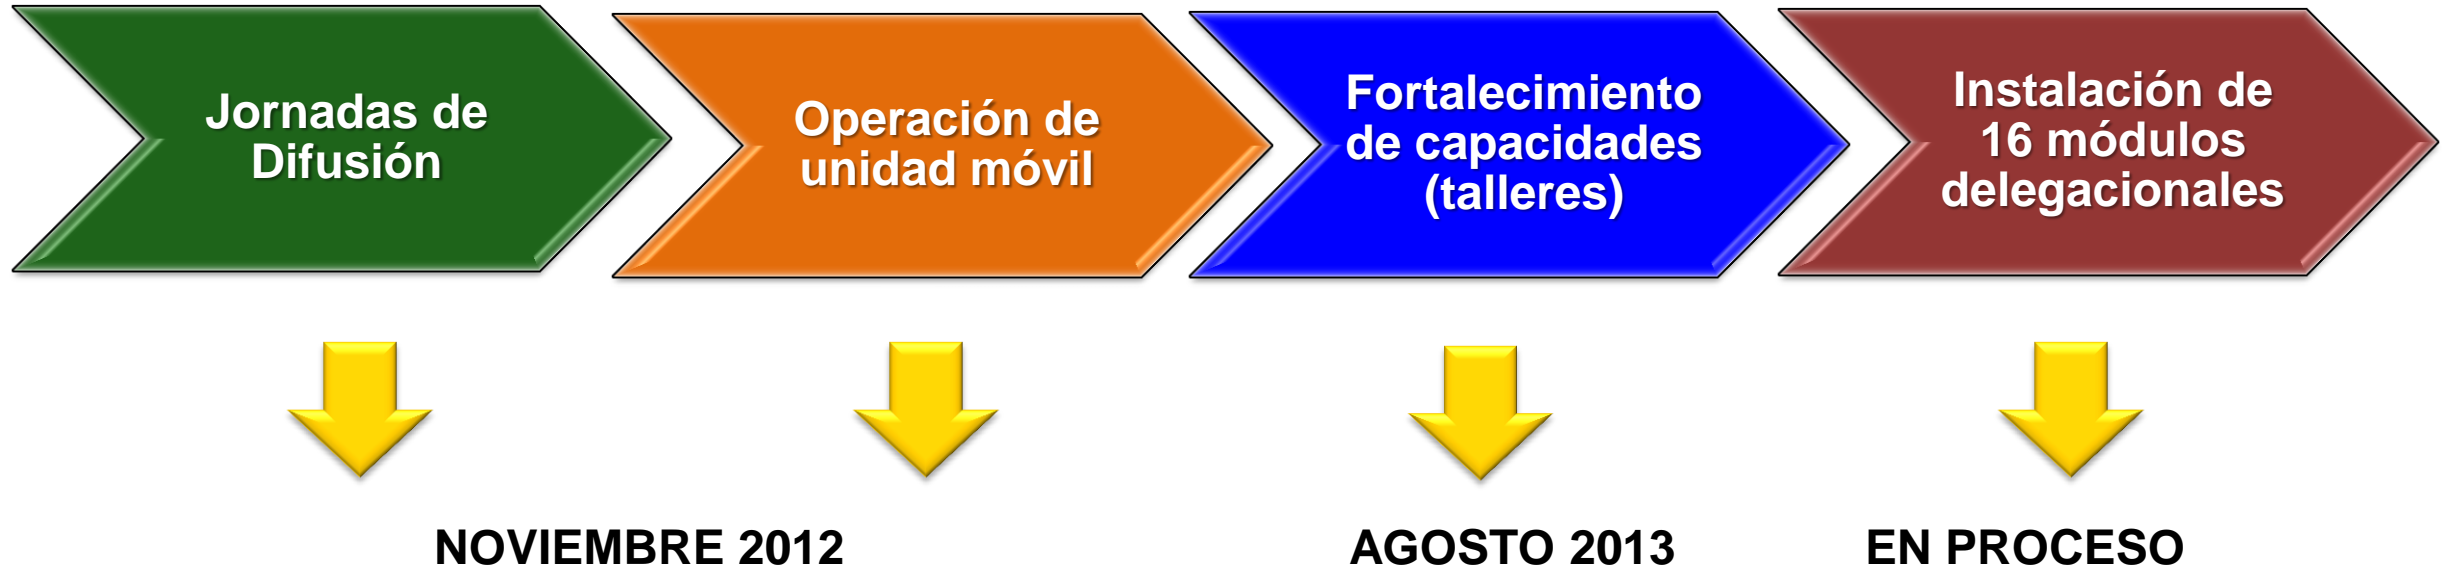 Jornadas de
Difusión
Operación de
unidad móvil
Fortalecimiento
de capacidades
(talleres)
Instalación de
16 módulos
delegacionales
NOVIEMBRE 2012
AGOSTO 2013
EN PROCESO